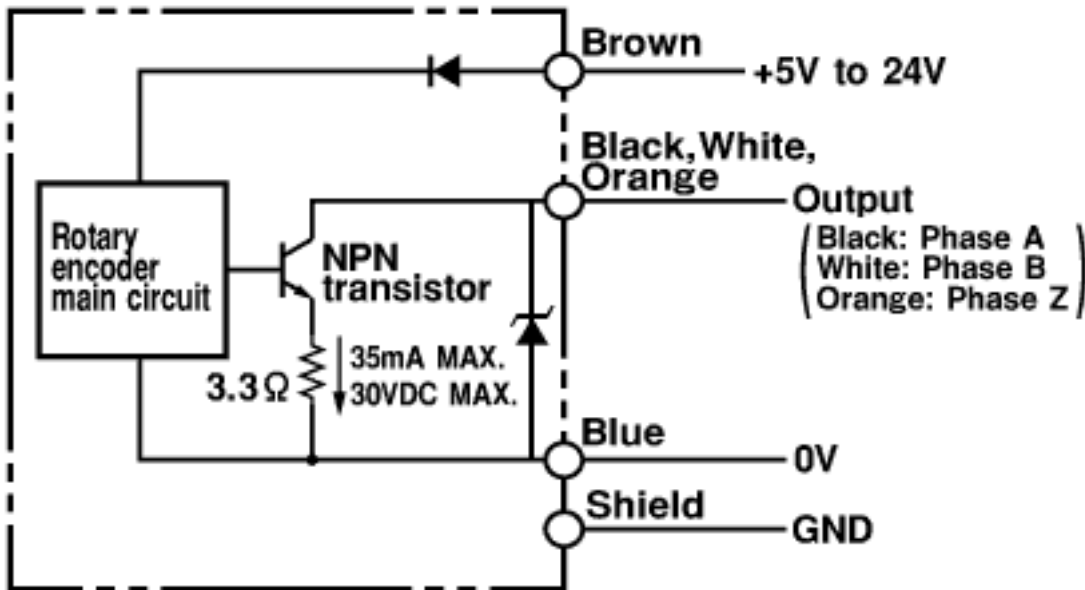 Brown
+5V to 24V
Black,White,
Orange
Output
(Black: Phase A
White: Phase B
Orange: Phase Z)
Rotary
encoder
main circuit
NPN
transistor
3.3Ω
35mA MAX.
30VDC MAX.
Blue
0V
Shield
GND